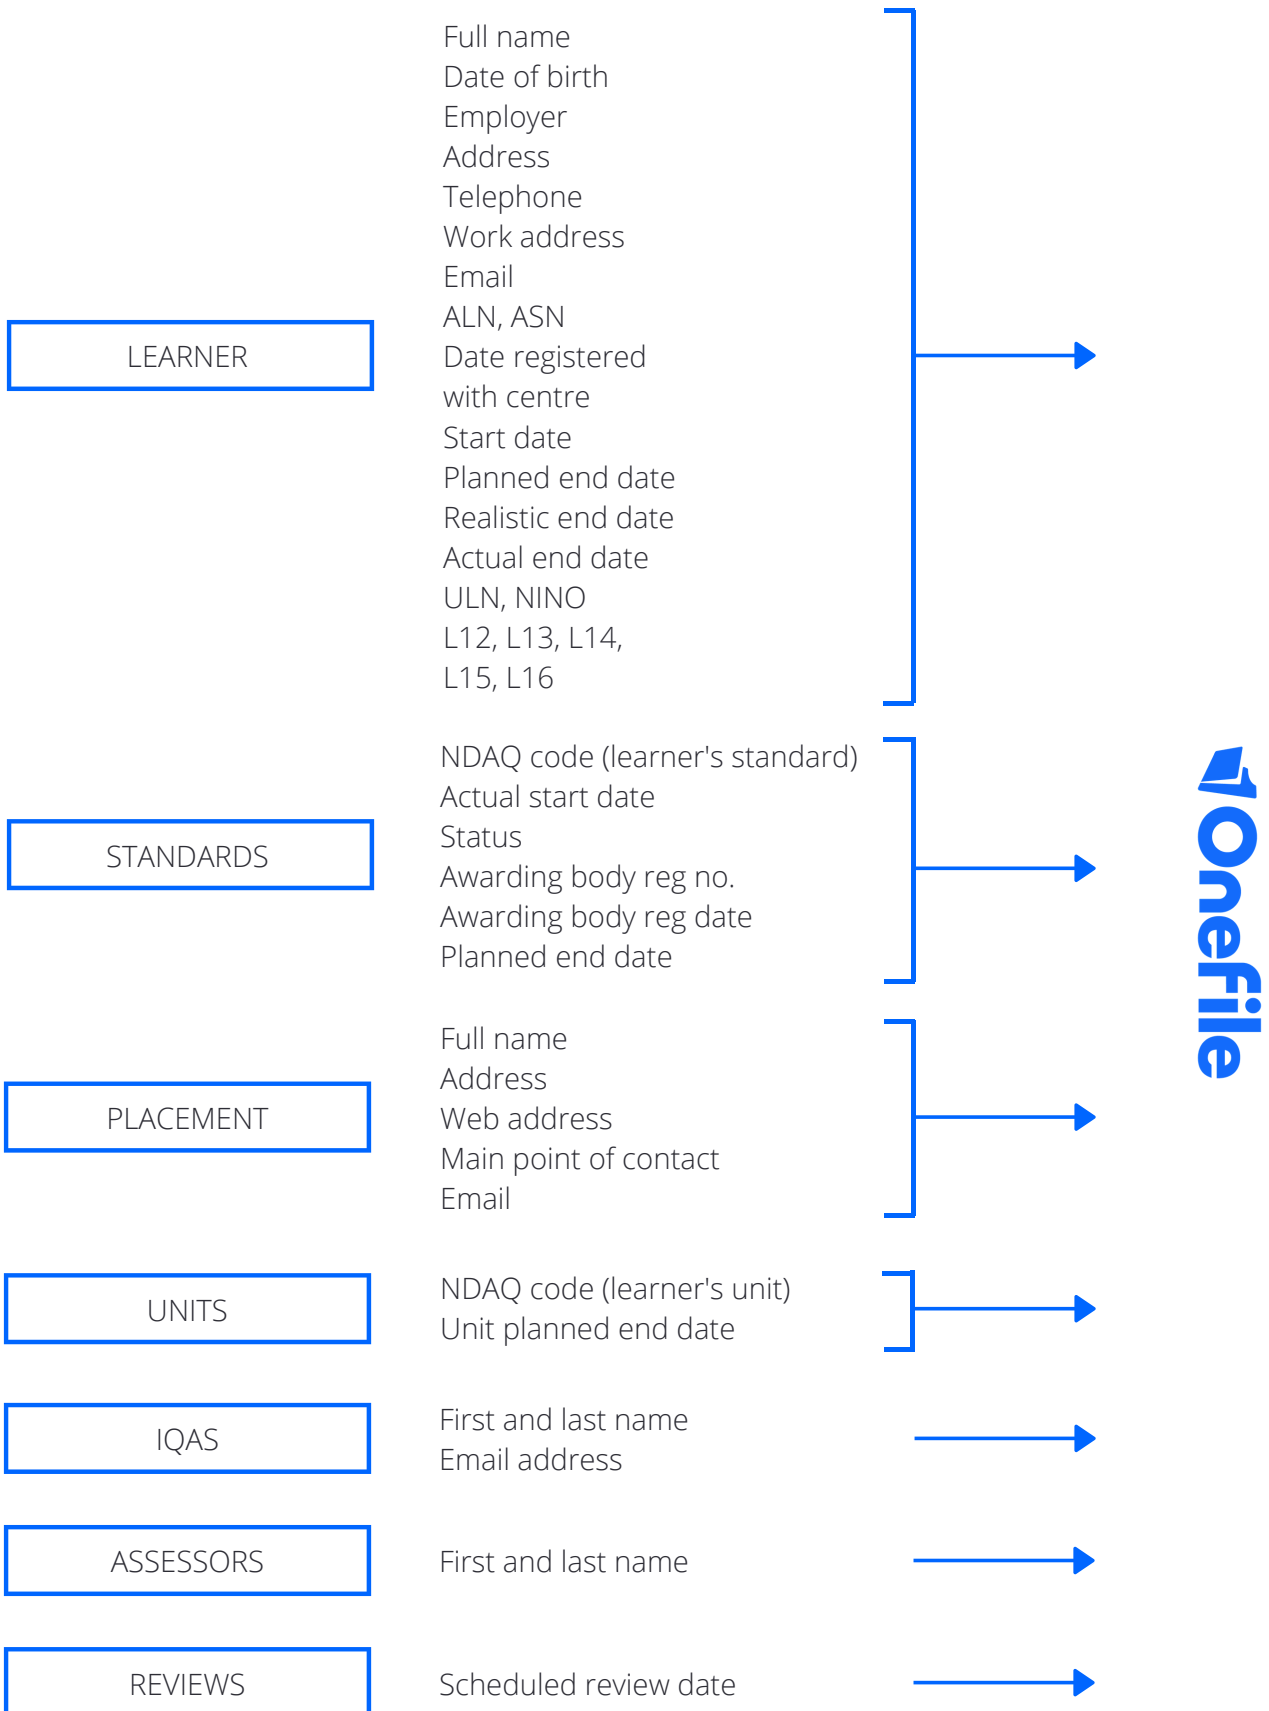 LEARNER
Full name
Date of birth
Employer
Address
Telephone
Work address
Email
ALN, ASN
Date registered
with centre
Start date
Planned end date
Realistic end date
Actual end date
ULN, NINO
L12, L13, L14,
L15, L16
STANDARDS
NDAQ code (learner's standard)
Actual start date
Status
Awarding body reg no.
Awarding body reg date
Planned end date
PLACEMENT
Full name
Address
Web address
Main point of contact
Email
UNITS
NDAQ code (learner's unit)
Unit planned end date
IQAS
First and last name
Email address
ASSESSORS
First and last name
REVIEWS
Scheduled review date
Onefile